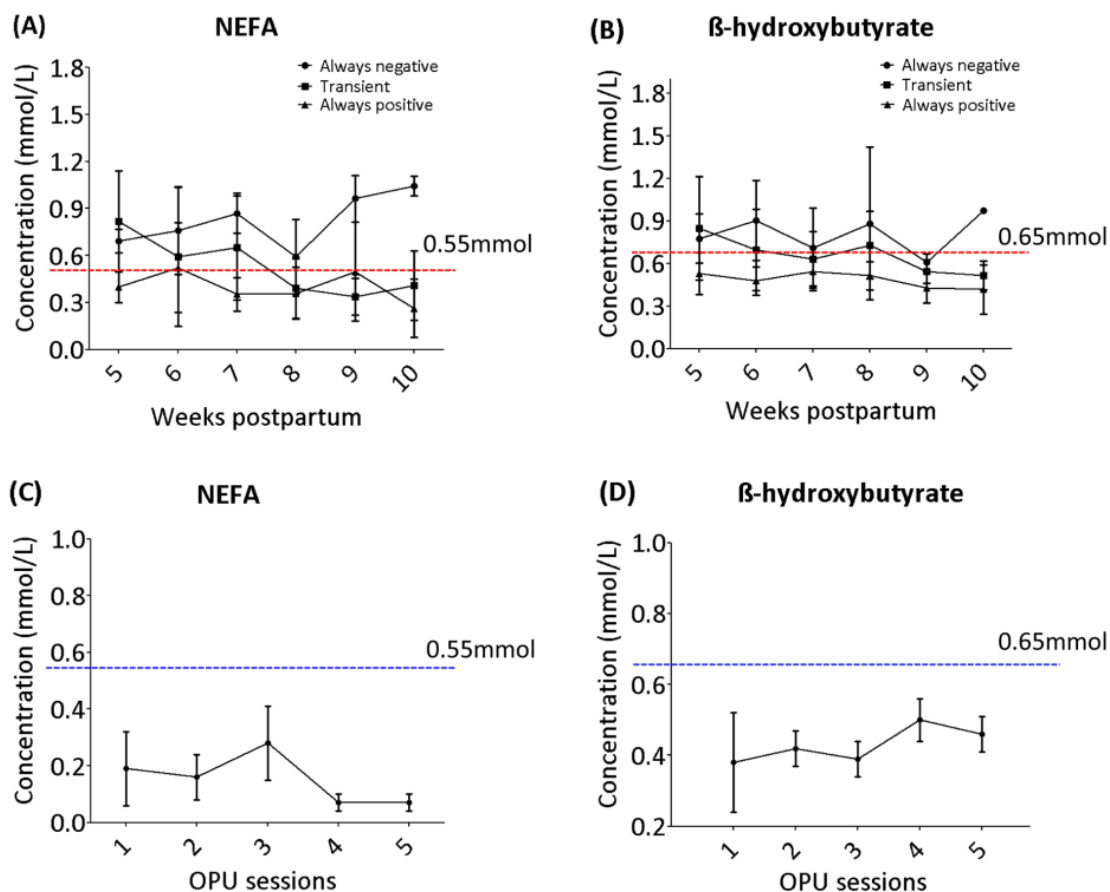 (A) NEFA
Always negative
Transient
Always positive
Concentration (mmol/L)
1.8
1.5
1.2
0.9
0.6
0.3
0.0
0.55mmol
5 6 7 8 9 10
Weeks postpartum
(B) ß-hydroxybutyrate
Always negative
Transient
Always positive
Concentration (mmol/L)
1.8
1.5
1.2
0.9
0.6
0.3
0.0
0.65mmol
5 6 7 8 9 10
Weeks postpartum
(C) NEFA
Concentration (mmol/L)
1.0
0.8
0.6
0.4
0.2
0.0
0.55mmol
1 2 3 4 5
OPU sessions
(D) ß-hydroxybutyrate
Concentration (mmol/L)
1.0
0.8
0.6
0.4
0.2
0.65mmol
1 2 3 4 5
OPU sessions